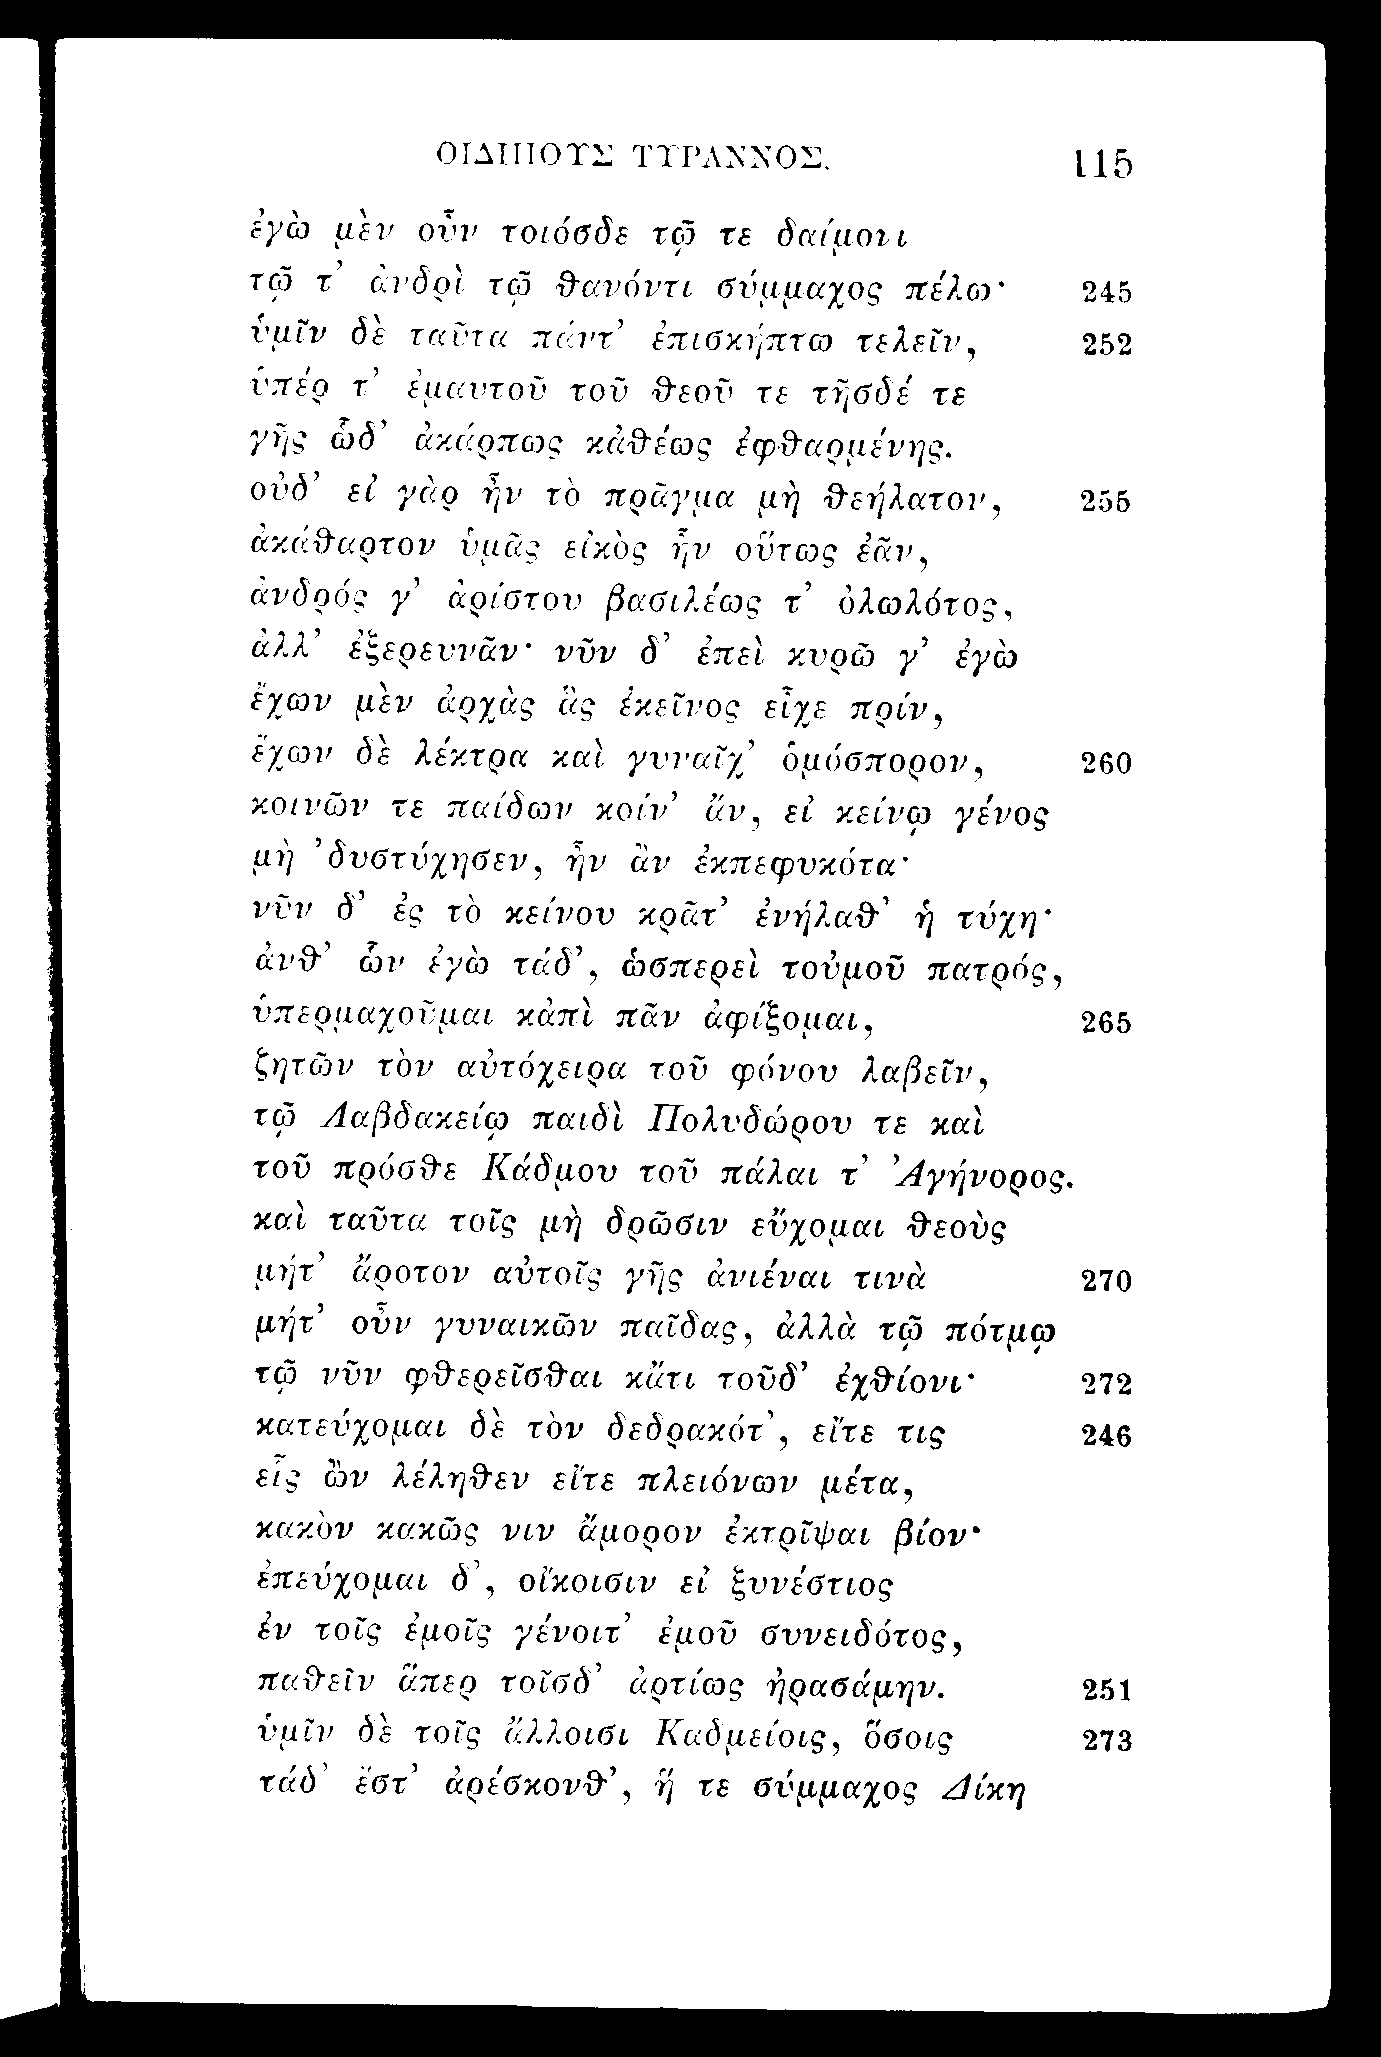 ΟΙΔΙΠΟΥΣ ΤΥΡΑΝΝΟΣ. 115
ἐγὼ μὲν οὖν τοιόσδε τῷ τε δαίμονι
τῷ τ’ ἀνδρὶ τῷ θανόντι σύμμαχος πέλω· 245
ὑμῖν δὲ ταῦτα πάντ’ ἐπισκήπτω τελεῖν, 252
ὑπέρ τ’ ἐμαυτοῦ τοῦ θεοῦ τε τῆσδέ τε
γῆς ὧδ’ ἀκάρπως κἀθέως ἐφθαρμένης.
οὐδ’ εἰ γὰρ ἦν τὸ πρᾶγμα μὴ θεήλατον, 255
ἀκάθαρτον ὑμᾶς εἰκὸς ἦν οὕτως ἐᾶν,
ἀνδρός γ’ ἀρίστου βασιλέως τ’ ὀλωλότος,
ἀλλ’ ἐξερευνᾶν· νῦν δ’ ἐπεὶ κυρῶ γ’ ἐγὼ
ἔχων μὲν ἀρχὰς ἃς ἐκεῖνος εἶχε πρίν,
ἔχων δὲ λέκτρα καὶ γυναῖχ’ ὁμόσπορον, 260
κοινῶν τε παίδων κοίν’ ἄν, εἰ κείνῳ γένος
μὴ ’δυστύχησεν, ἦν ἂν ἐκπεφυκότα·
νῦν δ’ ἐς τὸ κείνου κρᾶτ’ ἐνήλαθ’ ἡ τύχη·
ἀνθ’ ὧν ἐγὼ τάδ’, ὡσπερεὶ τοὐμοῦ πατρός,
ὑπερμαχοῦμαι κἀπὶ πᾶν ἀφίξομαι, 265
ζητῶν τὸν αὐτόχειρα τοῦ φόνου λαβεῖν,
τῷ Λαβδακείῳ παιδὶ Πολυδώρου τε καὶ
τοῦ πρόσθε Κάδμου τοῦ πάλαι τ’ Ἀγήνορος.
καὶ ταῦτα τοῖς μὴ δρῶσιν εὔχομαι θεοὺς
μήτ’ ἄροτον αὐτοῖς γῆς ἀνιέναι τινὰ 270
μήτ’ οὖν γυναικῶν παῖδας, ἀλλὰ τῷ πότμῳ
τῷ νῦν φθερεῖσθαι κἄτι τοῦδ’ ἐχθίονι· 272
κατεύχομαι δὲ τὸν δεδρακότ’, εἴτε τις 246
εἷς ὢν λέληθεν εἴτε πλειόνων μέτα,
κακὸν κακῶς νιν ἄμορον ἐκτρῖψαι βίον·
ἐπεύχομαι δ’, οἴκοισιν εἰ ξυνέστιος
ἐν τοῖς ἐμοῖς γένοιτ’ ἐμοῦ συνειδότος,
παθεῖν ἅπερ τοῖσδ’ ἀρτίως ἠρασάμην. 251
ὑμῖν δὲ τοῖς ἄλλοισι Καδμείοις, ὅσοις 273
τάδ’ ἔστ’ ἀρέσκονθ’, ἥ τε σύμμαχος Δίκη